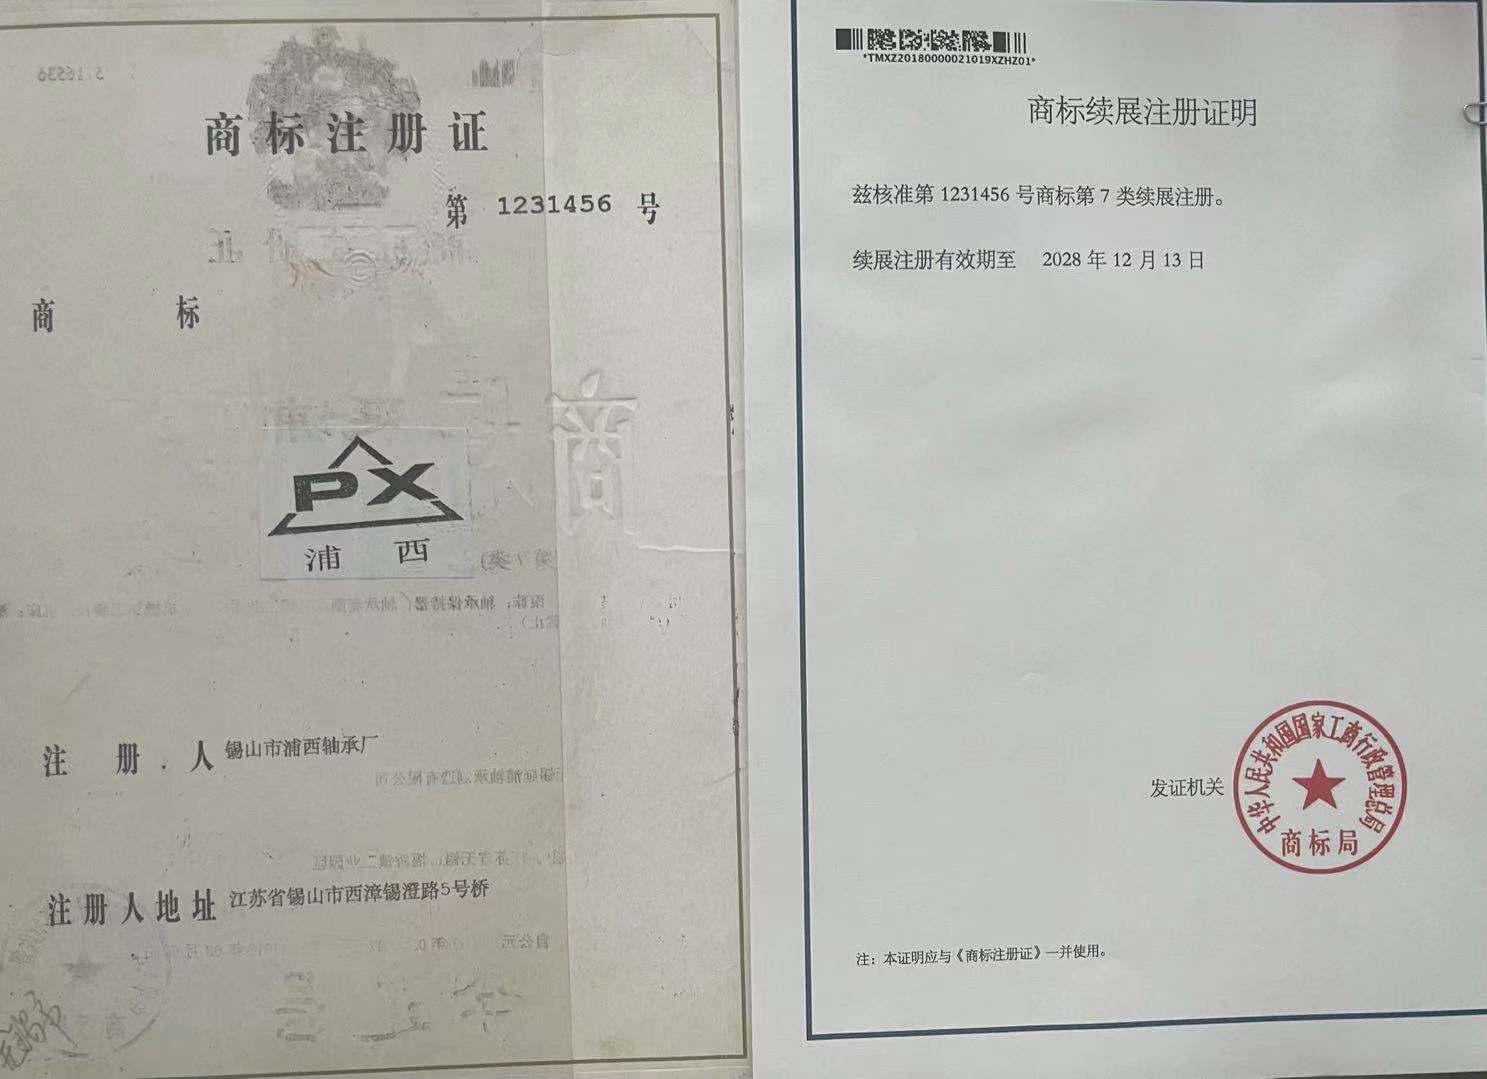 商标注册证
第 1231456 号
商 标
PX
浦 西
注 册 人 锡山市浦西轴承厂
注册人地址 江苏省锡山市西漳锡澄路5号桥
*TMXZ20180000021019XZHZ01*
商标续展注册证明
兹核准第 1231456 号商标第 7 类续展注册。
续展注册有效期至 2028 年 12 月 13 日
发证机关
中华人民共和国国家工商行政管理总局
商标局
注：本证明应与《商标注册证》一并使用。